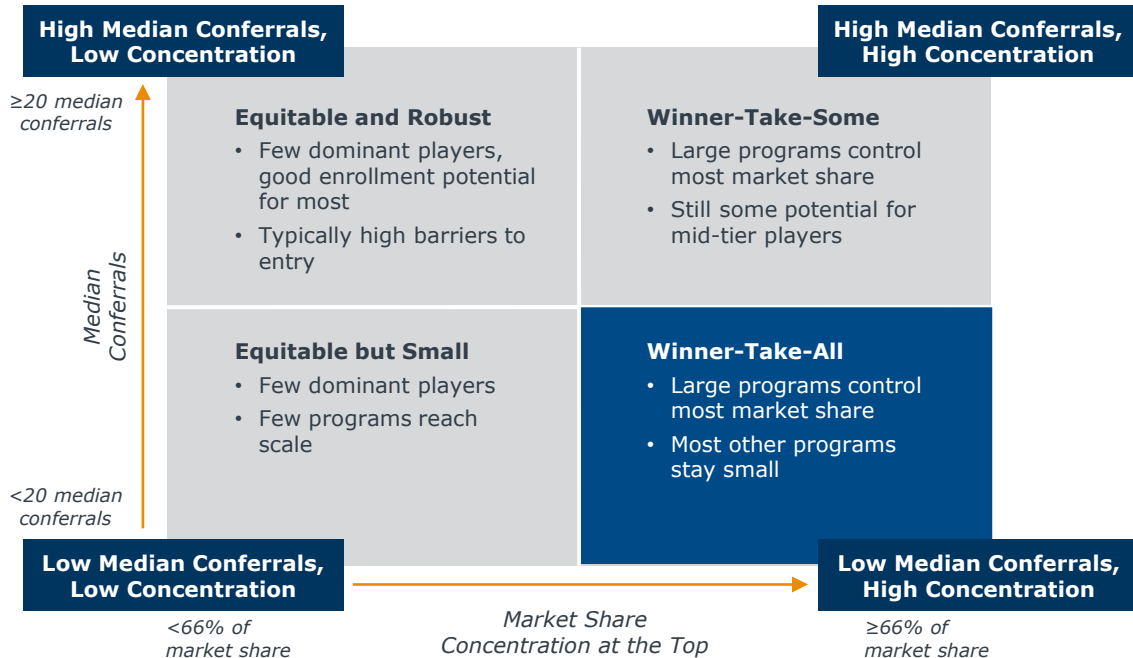 High Median Conferrals,
Low Concentration
High Median Conferrals,
High Concentration
≥20 median
conferrals
Equitable and Robust
• Few dominant players,
good enrollment potential
for most
• Typically high barriers to
entry
Winner-Take-Some
• Large programs control
most market share
• Still some potential for
mid-tier players
Median
Conferrals
Equitable but Small
• Few dominant players
• Few programs reach
scale
Winner-Take-All
• Large programs control
most market share
• Most other programs
stay small
<20 median
conferrals
Low Median Conferrals,
Low Concentration
Low Median Conferrals,
High Concentration
<66% of
market share
Market Share
Concentration at the Top
≥66% of
market share